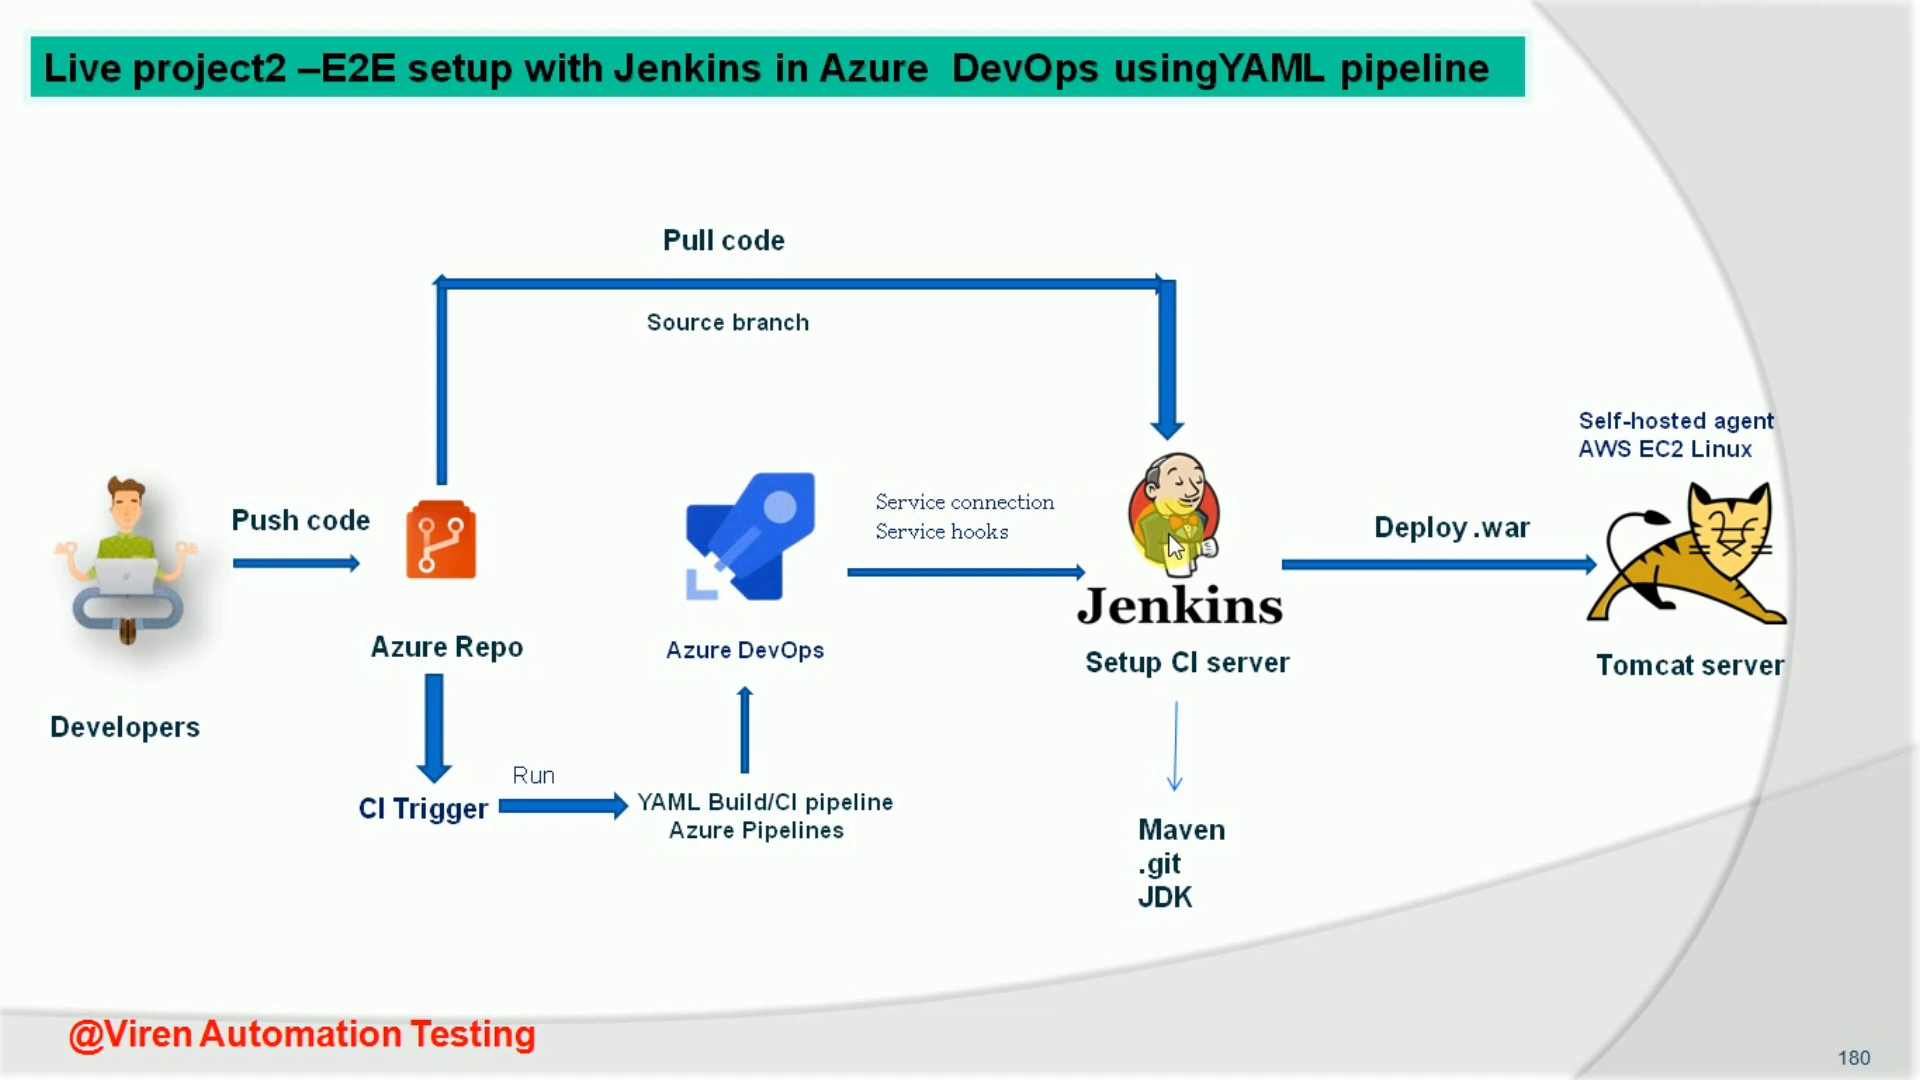 Live project2 –E2E setup with Jenkins in Azure DevOps usingYAML pipeline
Pull code
Source branch
Self-hosted agent
AWS EC2 Linux
Push code
Service connection
Service hooks
Deploy .war
Jenkins
Azure Repo
Azure DevOps
Setup CI server
Tomcat server
Developers
Run
CI Trigger
YAML Build/CI pipeline
Azure Pipelines
Maven
.git
JDK
@Viren Automation Testing
180